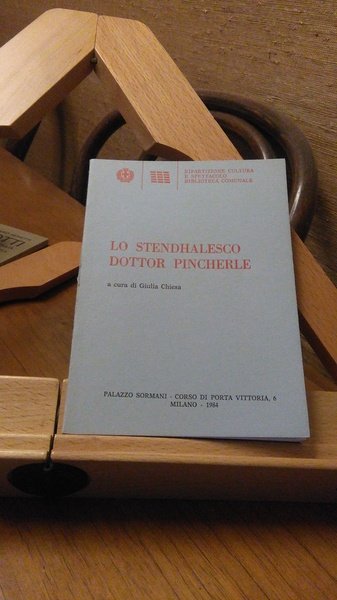 RIPARTIZIONE CULTURA
E SPETTACOLO
BIBLIOTECA COMUNALE
LO STENDHALESCO
DOTTOR PINCHERLE
a cura di Giulia Chiesa
PALAZZO SORMANI - CORSO DI PORTA VITTORIA, 6
MILANO - 1984